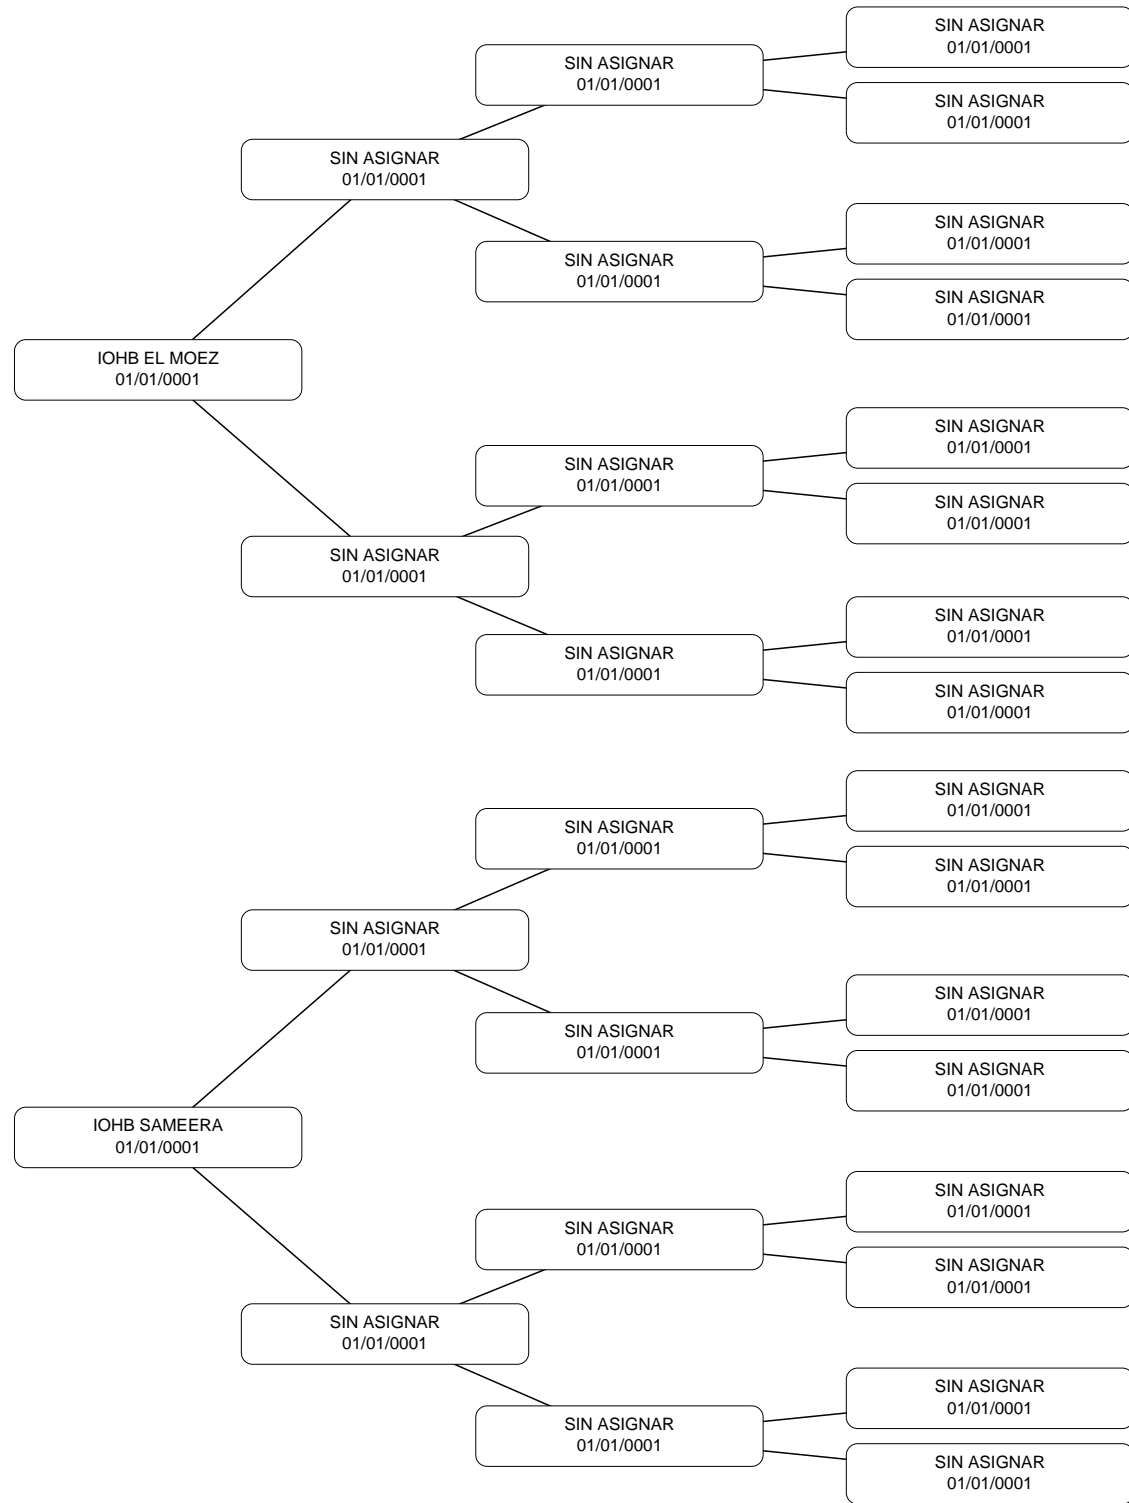 SIN ASIGNAR
01/01/0001
SIN ASIGNAR
01/01/0001
SIN ASIGNAR
01/01/0001
SIN ASIGNAR
01/01/0001
SIN ASIGNAR
01/01/0001
SIN ASIGNAR
01/01/0001
SIN ASIGNAR
01/01/0001
IOHB EL MOEZ
01/01/0001
SIN ASIGNAR
01/01/0001
SIN ASIGNAR
01/01/0001
SIN ASIGNAR
01/01/0001
SIN ASIGNAR
01/01/0001
SIN ASIGNAR
01/01/0001
SIN ASIGNAR
01/01/0001
SIN ASIGNAR
01/01/0001
SIN ASIGNAR
01/01/0001
SIN ASIGNAR
01/01/0001
SIN ASIGNAR
01/01/0001
SIN ASIGNAR
01/01/0001
SIN ASIGNAR
01/01/0001
SIN ASIGNAR
01/01/0001
SIN ASIGNAR
01/01/0001
IOHB SAMEERA
01/01/0001
SIN ASIGNAR
01/01/0001
SIN ASIGNAR
01/01/0001
SIN ASIGNAR
01/01/0001
SIN ASIGNAR
01/01/0001
SIN ASIGNAR
01/01/0001
SIN ASIGNAR
01/01/0001
SIN ASIGNAR
01/01/0001